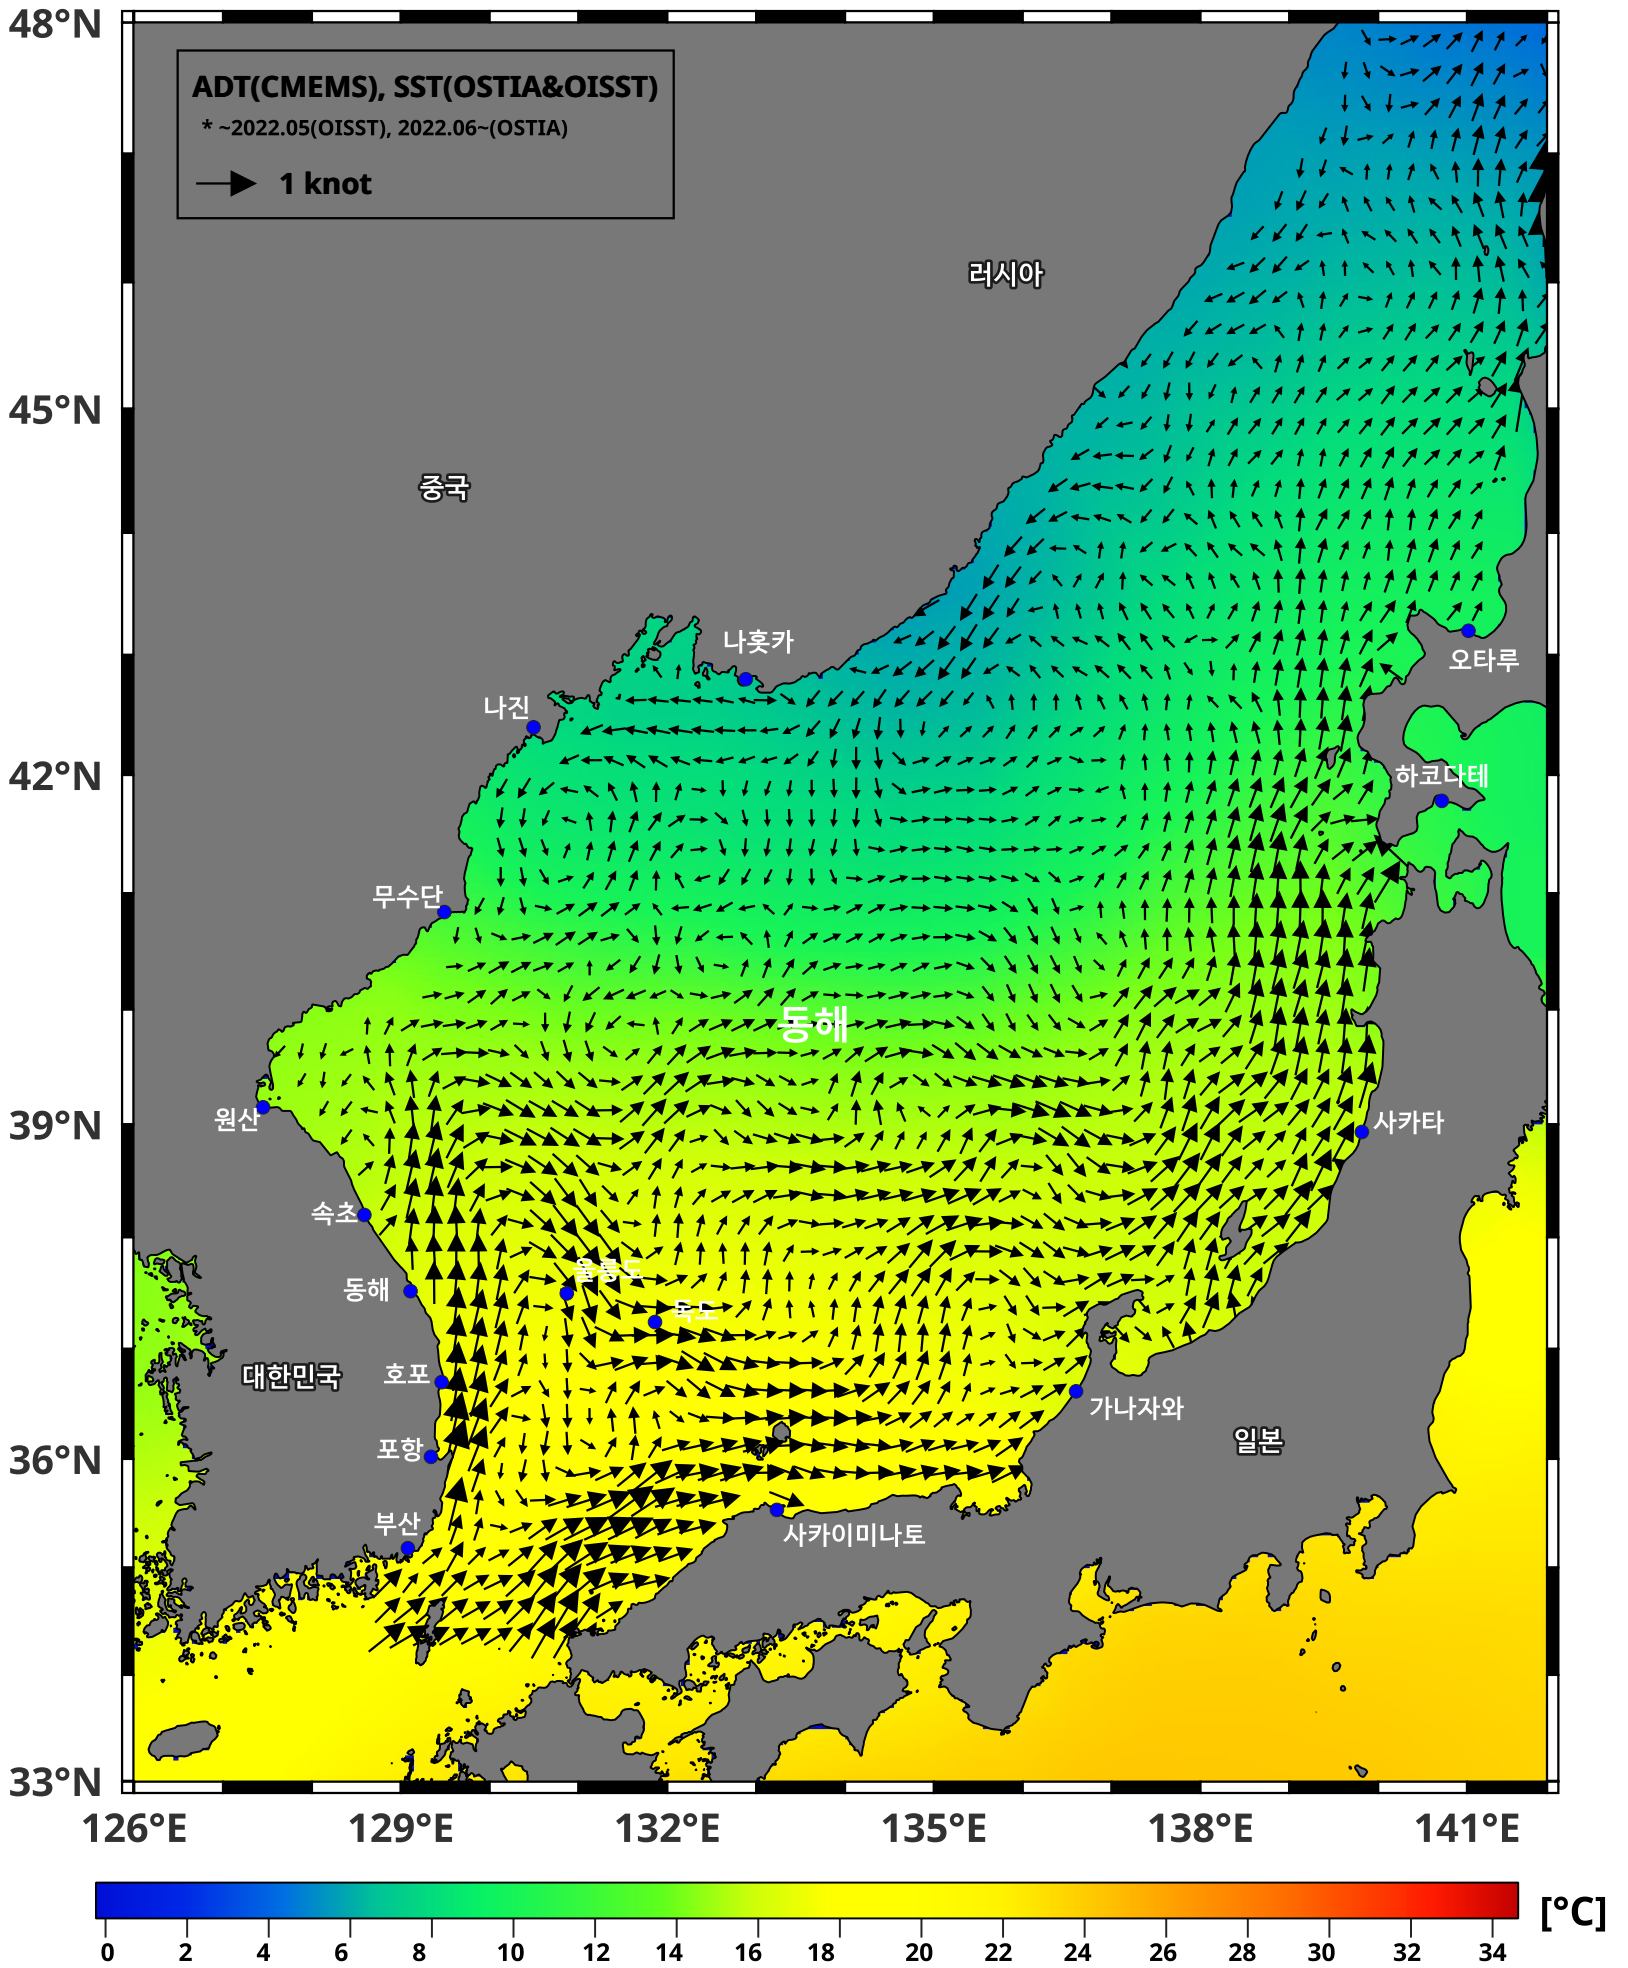 48°N
ADT(CMEMS), SST(OSTIA&OISST)
* ~2022.05(OISST), 2022.06~(OSTIA)
1 knot
러시아
45°N
중국
나홋카
오타루
나진
42°N
하코다테
무수단
동해
39°N
원산
사카타
속초
울릉도
동해
독도
대한민국
호포
가나자와
일본
36°N
포항
부산
사카이미나토
33°N
126°E 129°E 132°E 135°E 138°E 141°E
[°C]
0 2 4 6 8 10 12 14 16 18 20 22 24 26 28 30 32 34